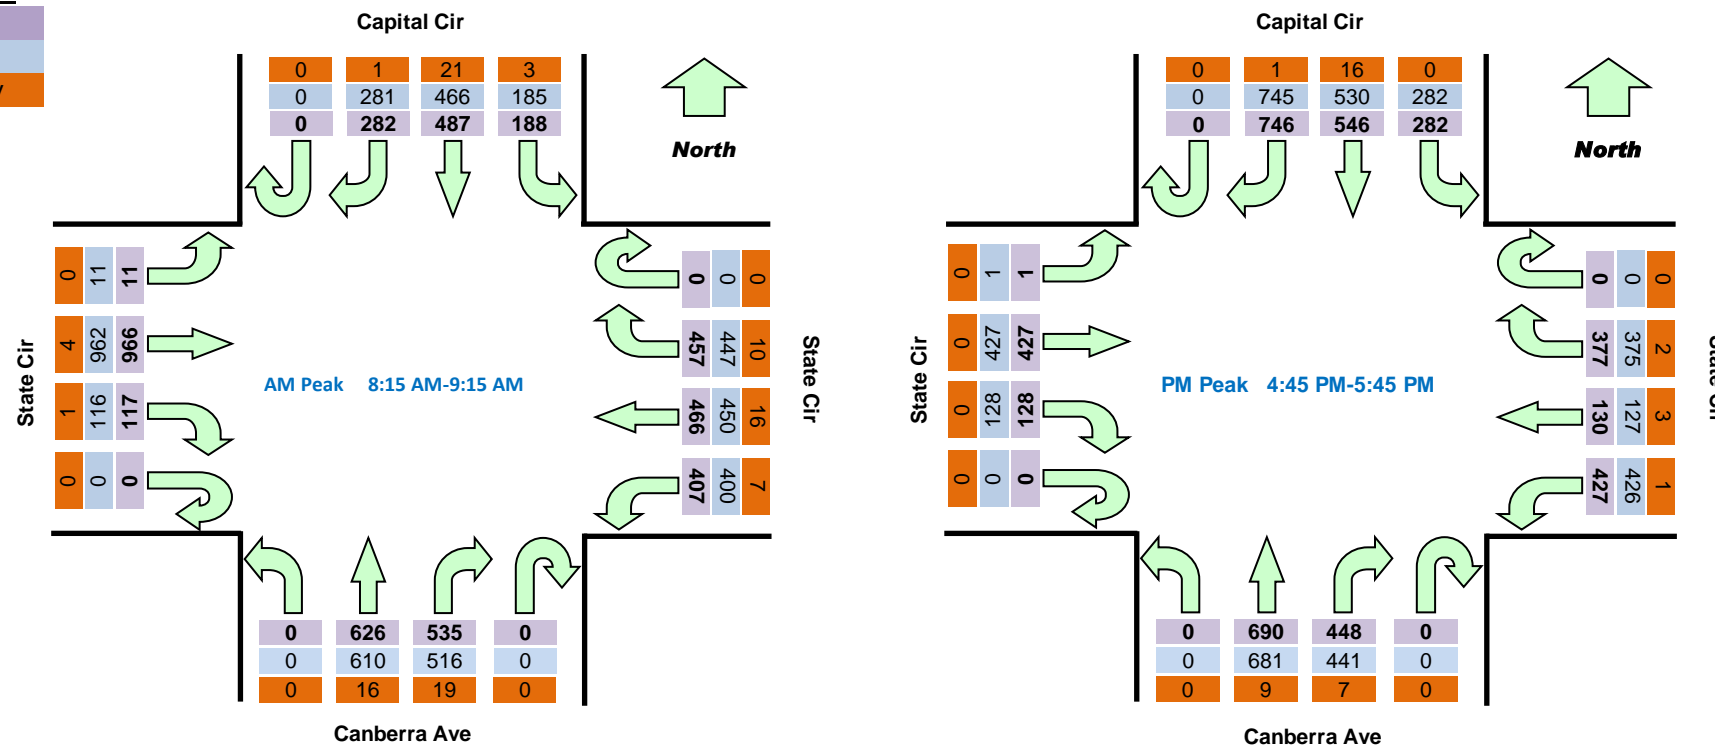 Capital Cir
0 1 21 3
0 281 466 185
0 282 487 188
North
0 11 11
4 962 966
1 116 117
0 0 0
State Cir
AM Peak 8:15 AM-9:15 AM
0 0 0
457 447 10
466 450 16
407 400 7
State Cir
0 626 535 0
0 610 516 0
0 16 19 0
Canberra Ave
Capital Cir
0 1 16 0
0 745 530 282
0 746 546 282
North
0 1 1
0 427 427
0 128 128
0 0 0
State Cir
PM Peak 4:45 PM-5:45 PM
0 0 0
377 375 2
130 127 3
427 426 1
State Cir
0 690 448 0
0 681 441 0
0 9 7 0
Canberra Ave